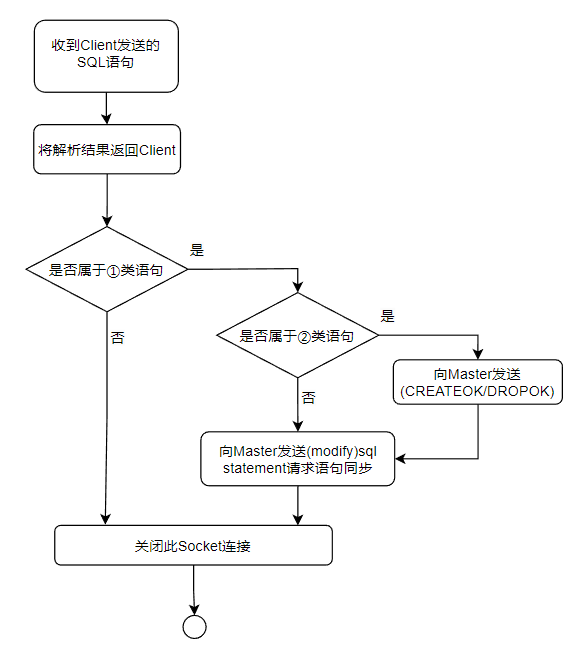 收到Client发送的
SQL语句
将解析结果返回Client
是否属于①类语句
是
否
是否属于②类语句
是
否
向Master发送
(CREATEOK/DROPOK)
向Master发送(modify)sql
statement请求语句同步
关闭此Socket连接